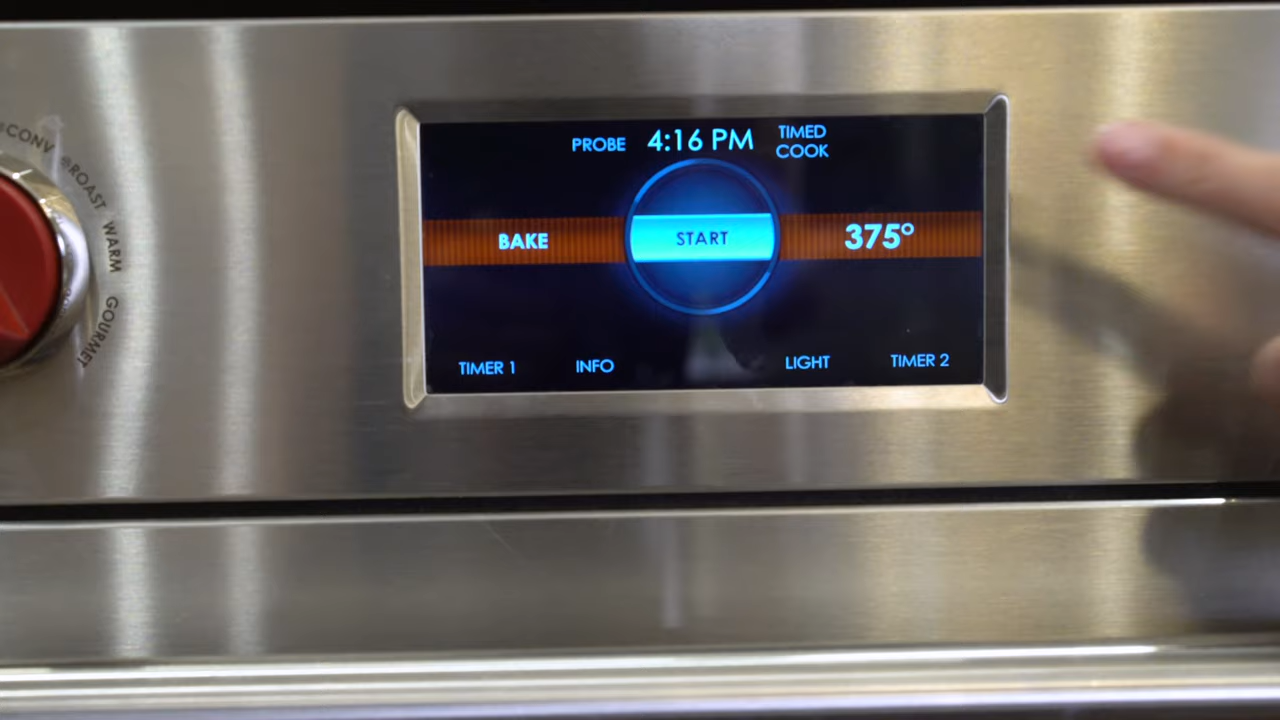 CONV
ROAST
WARM
GOURMET
PROBE 4:16 PM TIMED
COOK
BAKE START 375°
TIMER 1 INFO LIGHT TIMER 2